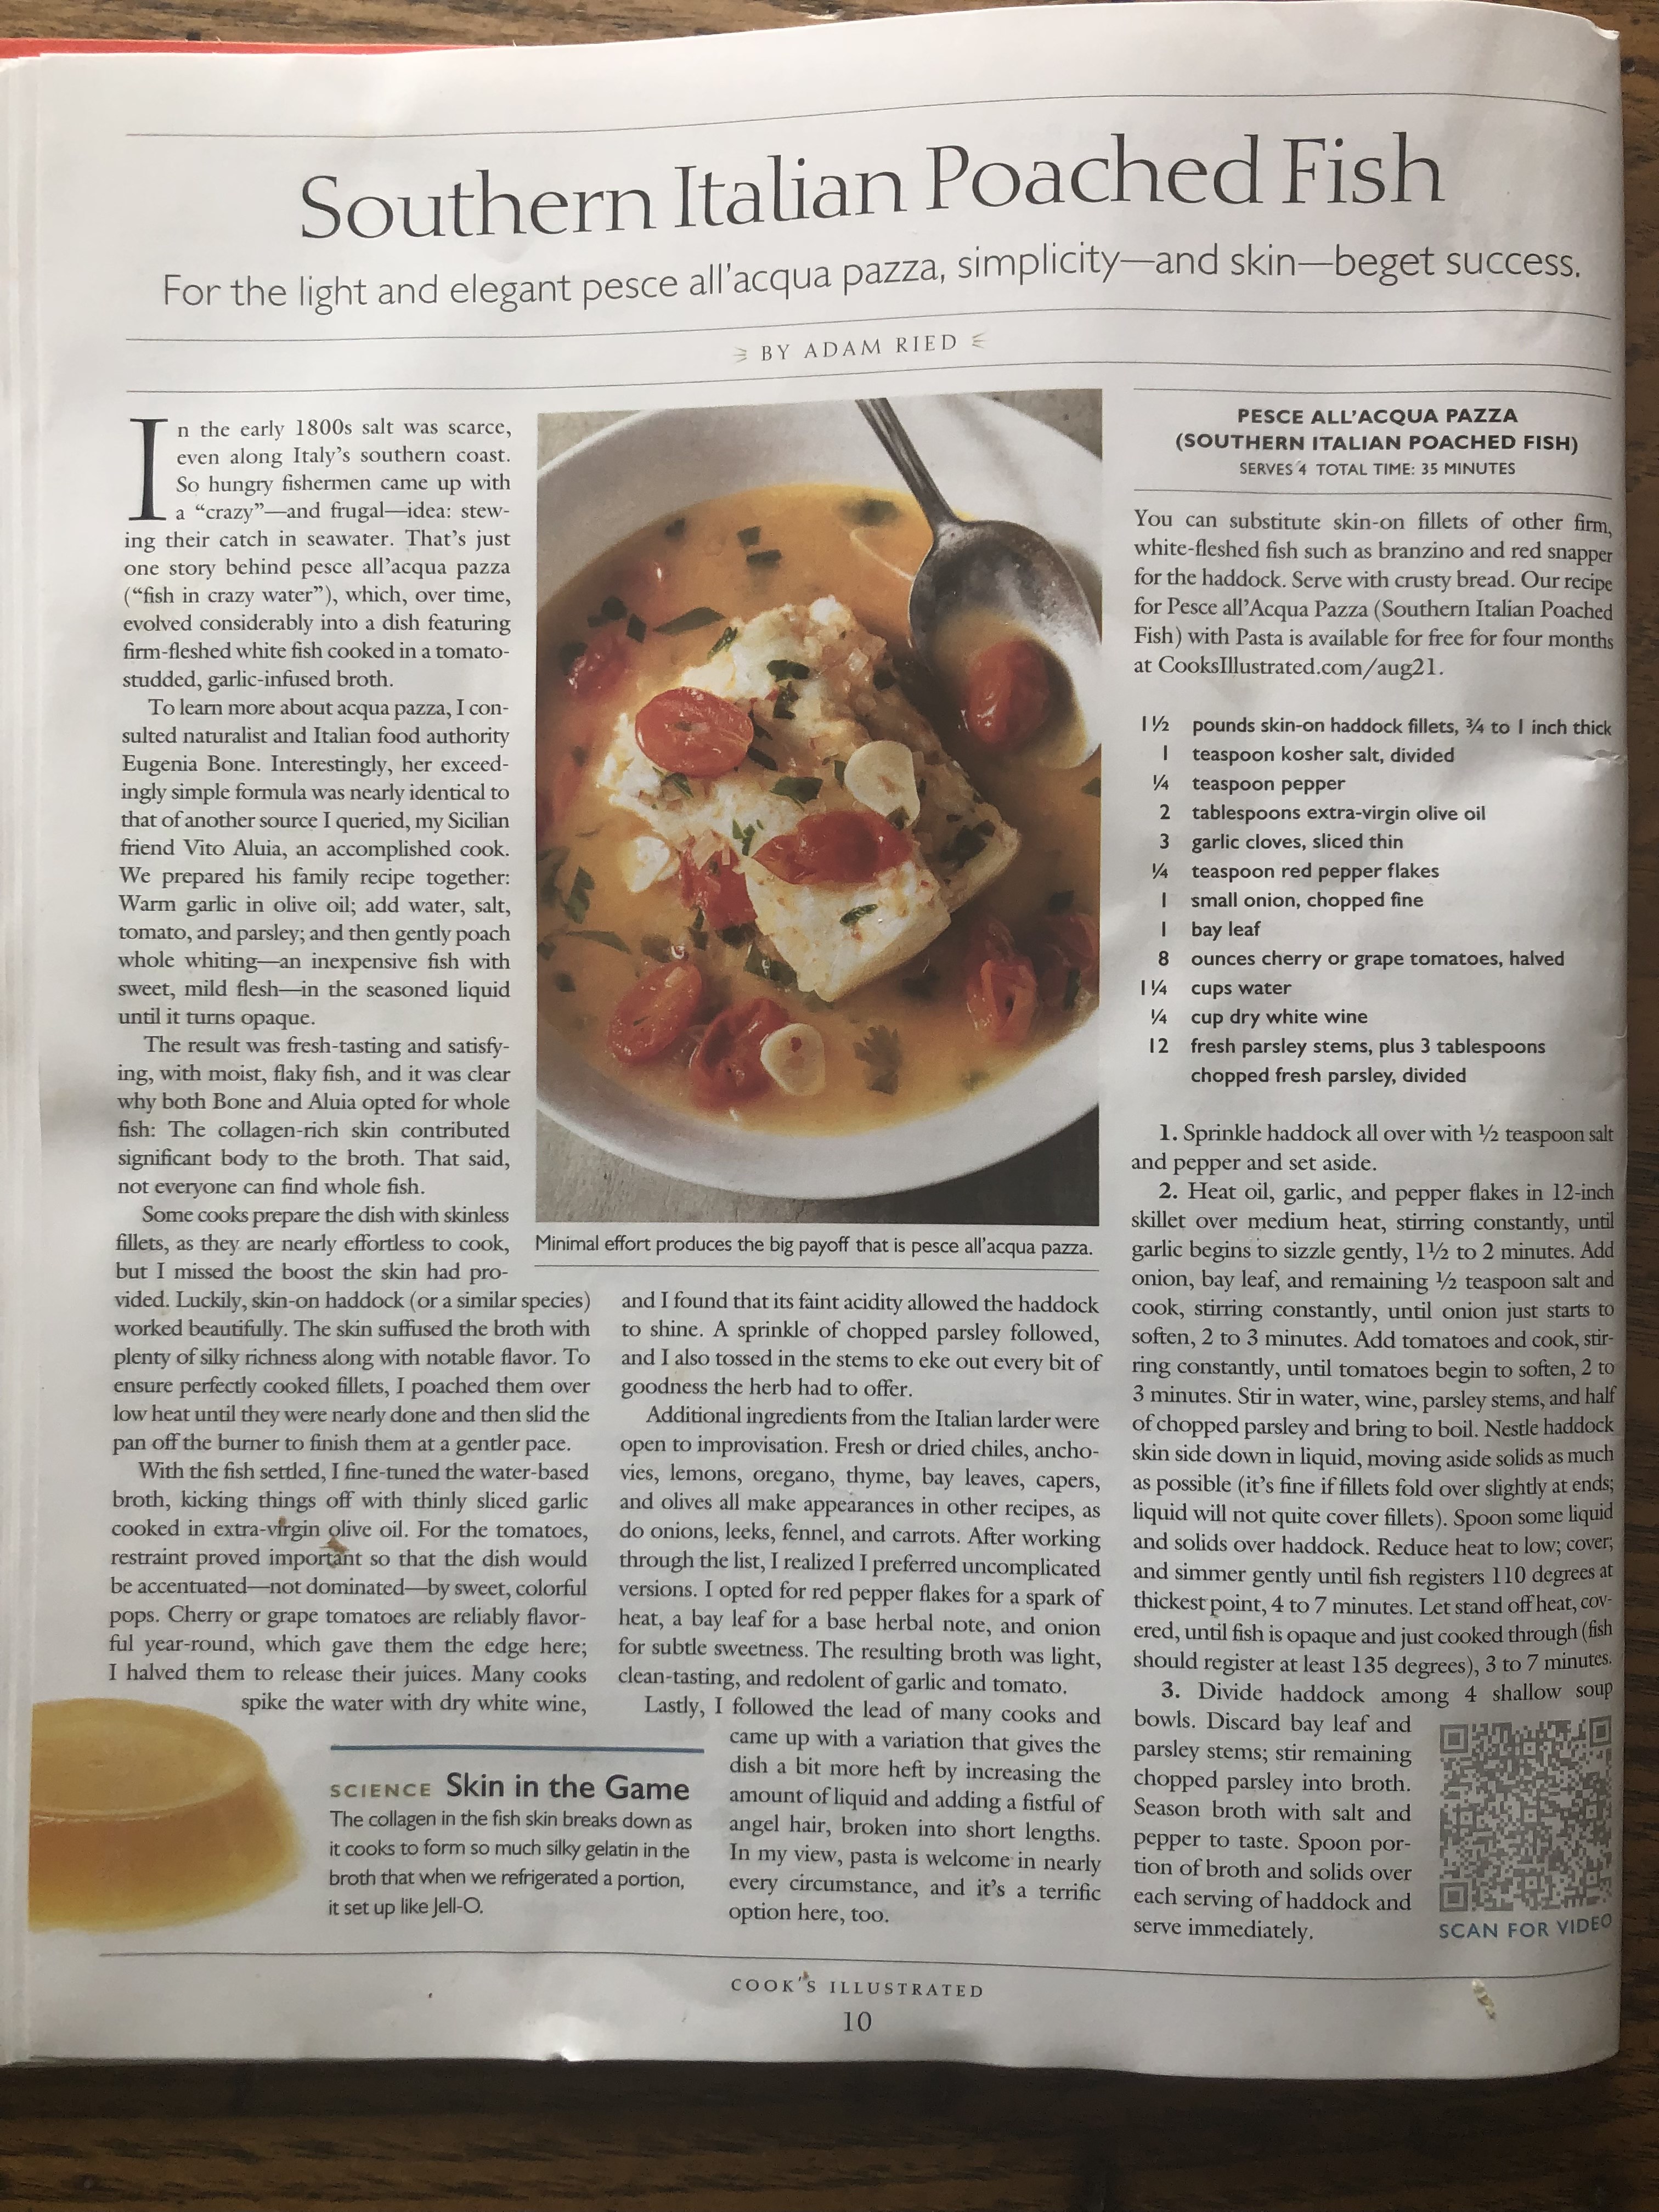 Southern Italian Poached Fish
For the light and elegant pesce all'acqua pazza, simplicity—and skin—beget success.
BY ADAM RIED
In the early 1800s salt was scarce,
even along Italy's southern coast.
So hungry fishermen came up with
a “crazy”—and frugal—idea: stew-
ing their catch in seawater. That's just
one story behind pesce all'acqua pazza
(“fish in crazy water”), which, over time,
evolved considerably into a dish featuring
firm-fleshed white fish cooked in a tomato-
studded, garlic-infused broth.
To learn more about acqua pazza, I con-
sulted naturalist and Italian food authority
Eugenia Bone. Interestingly, her exceed-
ingly simple formula was nearly identical to
that of another source I queried, my Sicilian
friend Vito Aluia, an accomplished cook.
We prepared his family recipe together:
Warm garlic in olive oil; add water, salt,
tomato, and parsley; and then gently poach
whole whiting—an inexpensive fish with
sweet, mild flesh—in the seasoned liquid
until it turns opaque.
The result was fresh-tasting and satisfy-
ing, with moist, flaky fish, and it was clear
why both Bone and Aluia opted for whole
fish: The collagen-rich skin contributed
significant body to the broth. That said,
not everyone can find whole fish.
Some cooks prepare the dish with skinless
fillets, as they are nearly effortless to cook,
but I missed the boost the skin had pro-
vided. Luckily, skin-on haddock (or a similar species)
worked beautifully. The skin suffused the broth with
plenty of silky richness along with notable flavor. To
ensure perfectly cooked fillets, I poached them over
low heat until they were nearly done and then slid the
pan off the burner to finish them at a gentler pace.
With the fish settled, I fine-tuned the water-based
broth, kicking things off with thinly sliced garlic
cooked in extra-virgin olive oil. For the tomatoes,
restraint proved important so that the dish would
be accentuated—not dominated—by sweet, colorful
pops. Cherry or grape tomatoes are reliably flavor-
ful year-round, which gave them the edge here;
I halved them to release their juices. Many cooks
spike the water with dry white wine,
Minimal effort produces the big payoff that is pesce all'acqua pazza.
and I found that its faint acidity allowed the haddock
to shine. A sprinkle of chopped parsley followed,
and I also tossed in the stems to eke out every bit of
goodness the herb had to offer.
Additional ingredients from the Italian larder were
open to improvisation. Fresh or dried chiles, ancho-
vies, lemons, oregano, thyme, bay leaves, capers,
and olives all make appearances in other recipes, as
do onions, leeks, fennel, and carrots. After working
through the list, I realized I preferred uncomplicated
versions. I opted for red pepper flakes for a spark of
heat, a bay leaf for a base herbal note, and onion
for subtle sweetness. The resulting broth was light,
clean-tasting, and redolent of garlic and tomato.
Lastly, I followed the lead of many cooks and
came up with a variation that gives the
dish a bit more heft by increasing the
amount of liquid and adding a fistful of
angel hair, broken into short lengths.
In my view, pasta is welcome in nearly
every circumstance, and it's a terrific
option here, too.
SCIENCE Skin in the Game
The collagen in the fish skin breaks down as
it cooks to form so much silky gelatin in the
broth that when we refrigerated a portion,
it set up like Jell-O.
PESCE ALL'ACQUA PAZZA
(SOUTHERN ITALIAN POACHED FISH)
SERVES 4 TOTAL TIME: 35 MINUTES
You can substitute skin-on fillets of other firm,
white-fleshed fish such as branzino and red snapper
for the haddock. Serve with crusty bread. Our recipe
for Pesce all'Acqua Pazza (Southern Italian Poached
Fish) with Pasta is available for free for four months
at CooksIllustrated.com/aug21.
1½ pounds skin-on haddock fillets, ¾ to 1 inch thick
1 teaspoon kosher salt, divided
¼ teaspoon pepper
2 tablespoons extra-virgin olive oil
3 garlic cloves, sliced thin
¼ teaspoon red pepper flakes
1 small onion, chopped fine
1 bay leaf
8 ounces cherry or grape tomatoes, halved
1¼ cups water
¼ cup dry white wine
12 fresh parsley stems, plus 3 tablespoons
chopped fresh parsley, divided
1. Sprinkle haddock all over with ½ teaspoon salt
and pepper and set aside.
2. Heat oil, garlic, and pepper flakes in 12-inch
skillet over medium heat, stirring constantly, until
garlic begins to sizzle gently, 1½ to 2 minutes. Add
onion, bay leaf, and remaining ½ teaspoon salt and
cook, stirring constantly, until onion just starts to
soften, 2 to 3 minutes. Add tomatoes and cook, stir-
ring constantly, until tomatoes begin to soften, 2 to
3 minutes. Stir in water, wine, parsley stems, and half
of chopped parsley and bring to boil. Nestle haddock
skin side down in liquid, moving aside solids as much
as possible (it's fine if fillets fold over slightly at ends;
liquid will not quite cover fillets). Spoon some liquid
and solids over haddock. Reduce heat to low; cover;
and simmer gently until fish registers 110 degrees at
thickest point, 4 to 7 minutes. Let stand off heat, cov-
ered, until fish is opaque and just cooked through (fish
should register at least 135 degrees), 3 to 7 minutes.
3. Divide haddock among 4 shallow soup
bowls. Discard bay leaf and
parsley stems; stir remaining
chopped parsley into broth.
Season broth with salt and
pepper to taste. Spoon por-
tion of broth and solids over
each serving of haddock and
serve immediately.
SCAN FOR VIDEO
COOK'S ILLUSTRATED
10